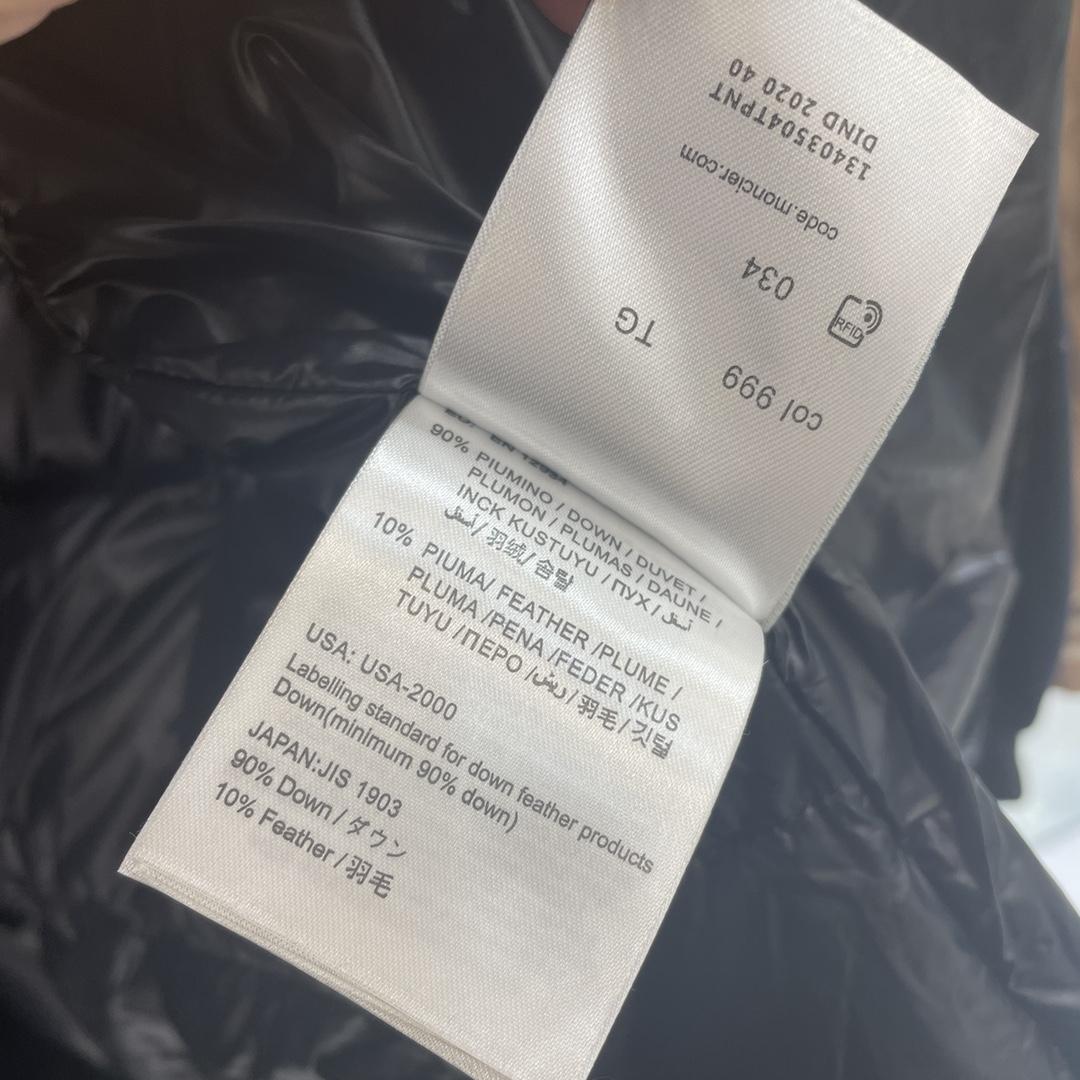 13403504TPNT
DIND 2020 40
code.moncler.com
034
RFID
TG
col 999
90% PIUMINO / DOWN / DUVET /
PLUMON / PLUMAS / DAUNE /
INCK KUSTUYU / ПУХ /
/ 羽绒 / 솜털
10% PIUMA/ FEATHER /PLUME /
PLUMA /PENA /FEDER /KUS
TUYU /ПЕРО /ريش/ 羽毛 / 깃털
USA: USA-2000
Labelling standard for down feather products
Down(minimum 90% down)
JAPAN:JIS 1903
90% Down / ダウン
10% Feather / 羽毛